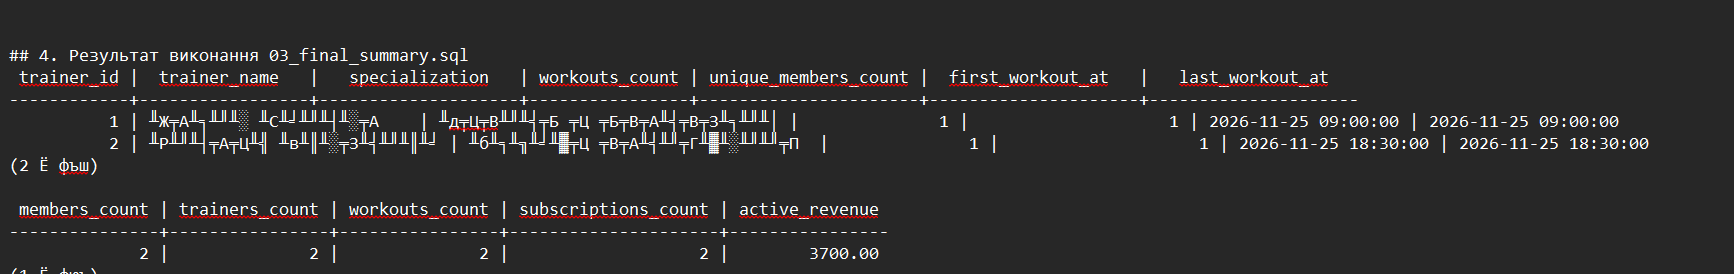 ## 4. Результат виконання 03_final_summary.sql
trainer_id | trainer_name | specialization | workouts_count | unique_members_count | first_workout_at | last_workout_at
------------+---------------+------------------+----------------+----------------------+---------------------+---------------------
1 | | | 1 | 1 | 2026-11-25 09:00:00 | 2026-11-25 09:00:00
2 | | | 1 | 1 | 2026-11-25 18:30:00 | 2026-11-25 18:30:00
(2 Ё фъш)
members_count | trainers_count | workouts_count | subscriptions_count | active_revenue
---------------+----------------+----------------+---------------------+----------------
2 | 2 | 2 | 2 | 3700.00